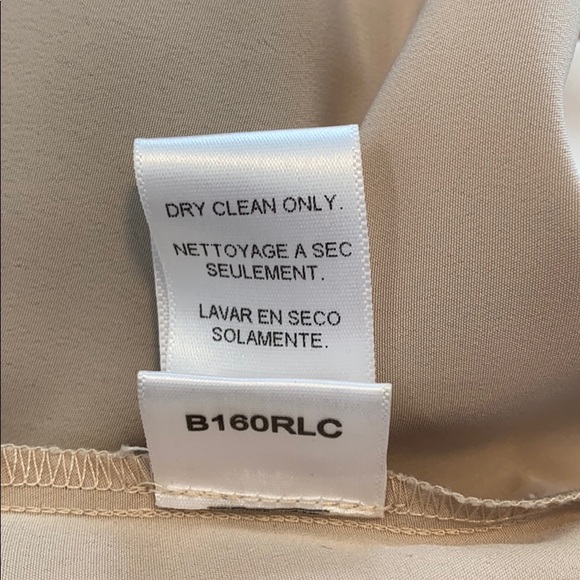 DRY CLEAN ONLY.
NETTOYAGE A SEC
SEULEMENT.
LAVAR EN SECO
SOLAMENTE.
B160RLC